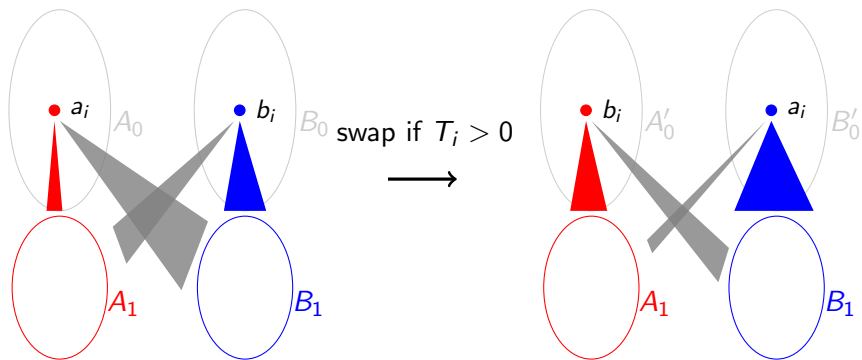 a_i b_i b_i a_i
A_0 B_0 A'_0 B'_0
swap if T_i > 0
A_1 B_1 A_1 B_1